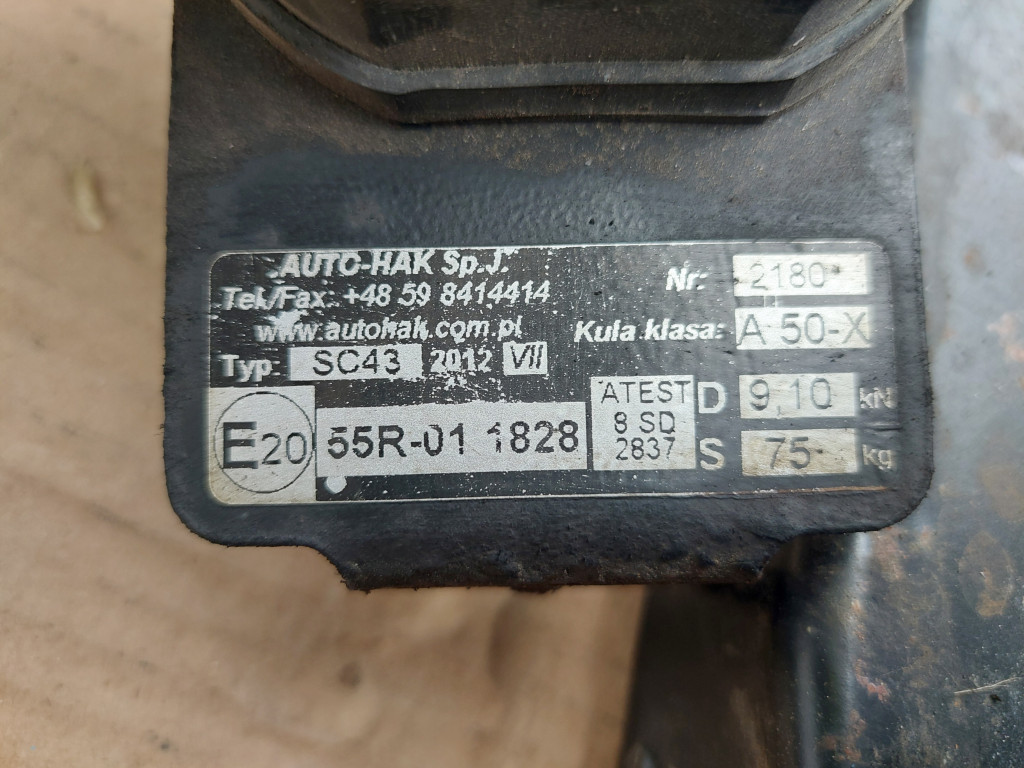 AUTO-HAK Sp.J.
Tel./Fax.: +48 59 8414414
www.autohak.com.pl
Typ SC43 2012 VII
Nr: 2180
Kula klasa: A 50-X
E20 55R-01 1828
ATEST
8 SD
2837
D 9,10 kN
S 75 kg